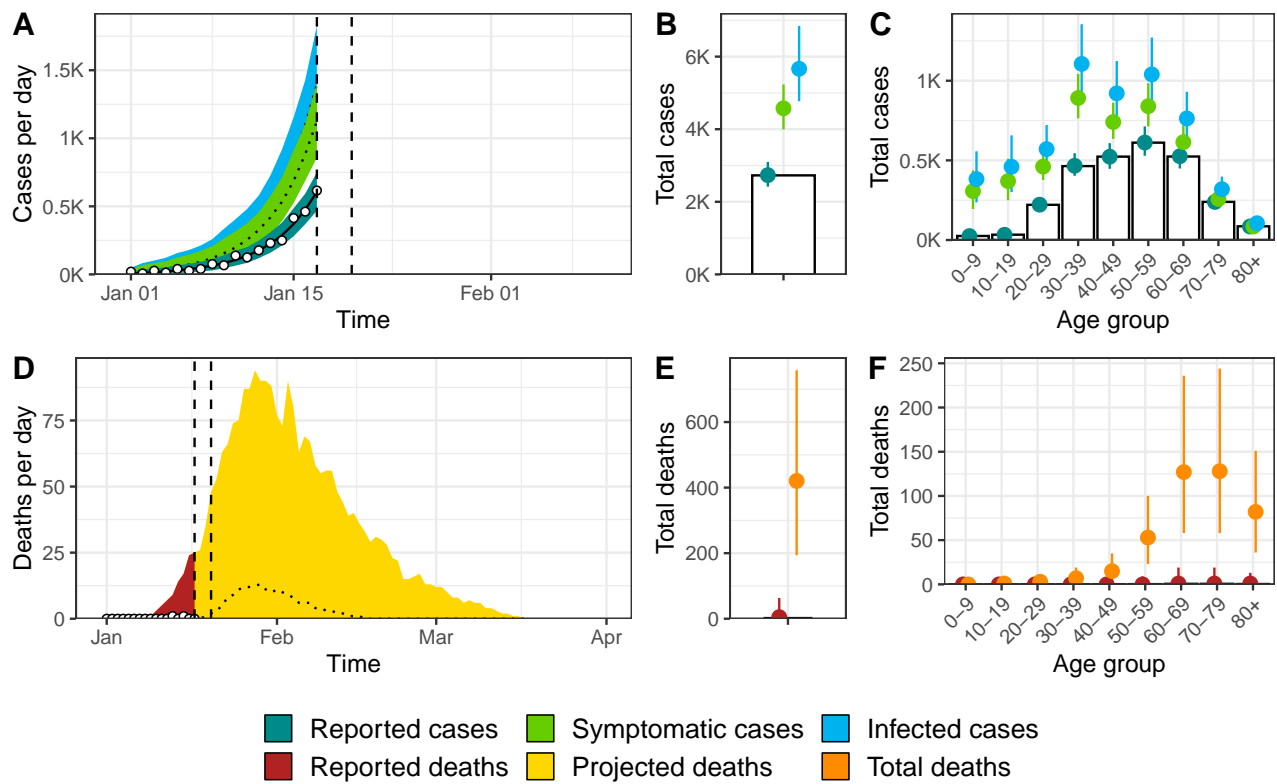 A
Cases per day
1.5K
1K
0.5K
0K
Jan 01
Jan 15
Feb 01
Time
B
Total cases
6K
4K
2K
0K
C
Total cases
1K
0.5K
0K
0–9
10–19
20–29
30–39
40–49
50–59
60–69
70–79
80+
Age group
D
Deaths per day
75
50
25
0
Jan
Feb
Mar
Apr
Time
E
Total deaths
600
400
200
0
F
Total deaths
250
200
150
100
50
0
0–9
10–19
20–29
30–39
40–49
50–59
60–69
70–79
80+
Age group
Reported cases
Symptomatic cases
Infected cases
Reported deaths
Projected deaths
Total deaths